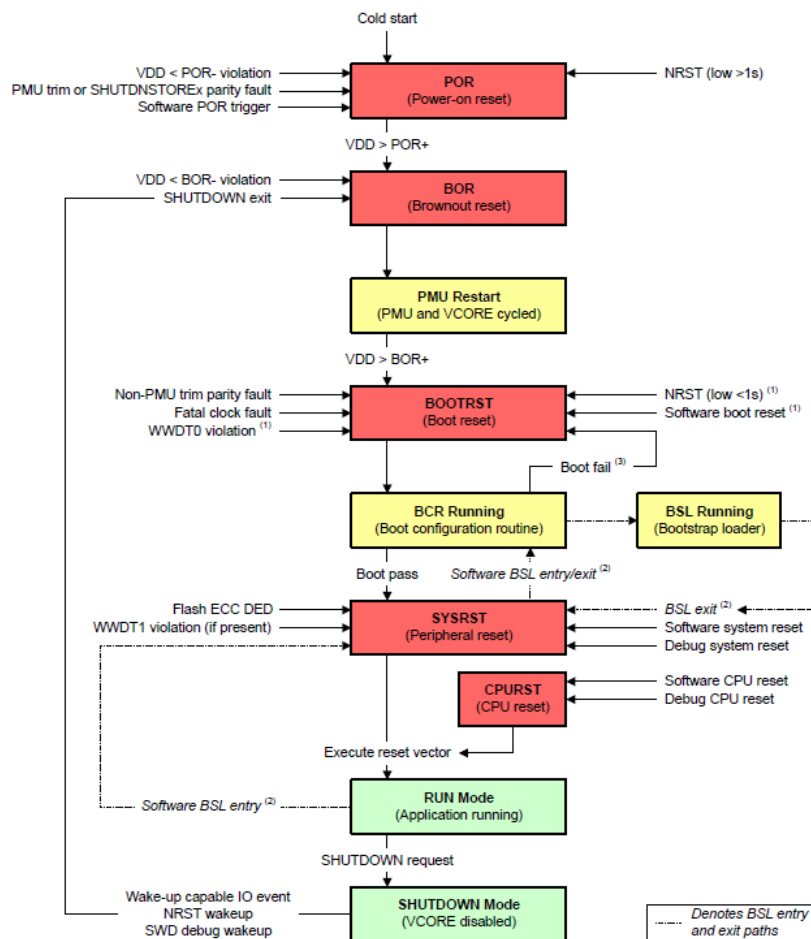 Cold start
VDD < POR- violation
PMU trim or SHUTDNSTOREx parity fault
Software POR trigger
POR
(Power-on reset)
NRST (low >1s)
VDD > POR+
VDD < BOR- violation
SHUTDOWN exit
BOR
(Brownout reset)
PMU Restart
(PMU and VCORE cycled)
VDD > BOR+
Non-PMU trim parity fault
Fatal clock fault
WWDT0 violation (1)
BOOTRST
(Boot reset)
NRST (low <1s) (1)
Software boot reset (1)
Boot fail (3)
BCR Running
(Boot configuration routine)
BSL Running
(Bootstrap loader)
Boot pass
Software BSL entry/exit (2)
Flash ECC DED
WWDT1 violation (if present)
SYSRST
(Peripheral reset)
BSL exit (2)
Software system reset
Debug system reset
CPURST
(CPU reset)
Software CPU reset
Debug CPU reset
Execute reset vector
Software BSL entry (2)
RUN Mode
(Application running)
SHUTDOWN request
Wake-up capable IO event
NRST wakeup
SWD debug wakeup
SHUTDOWN Mode
(VCORE disabled)
Denotes BSL entry
and exit paths